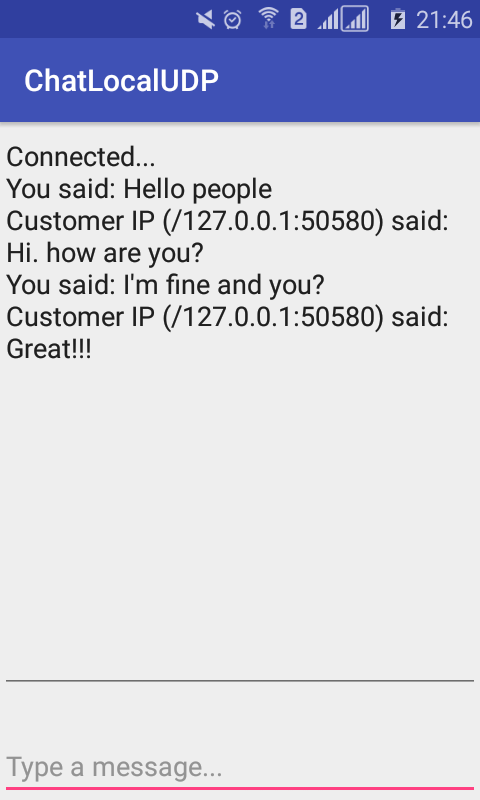 2
21:46
ChatLocalUDP
Connected...
You said: Hello people
Customer IP (/127.0.0.1:50580) said:
Hi. how are you?
You said: I'm fine and you?
Customer IP (/127.0.0.1:50580) said:
Great!!!
Type a message...